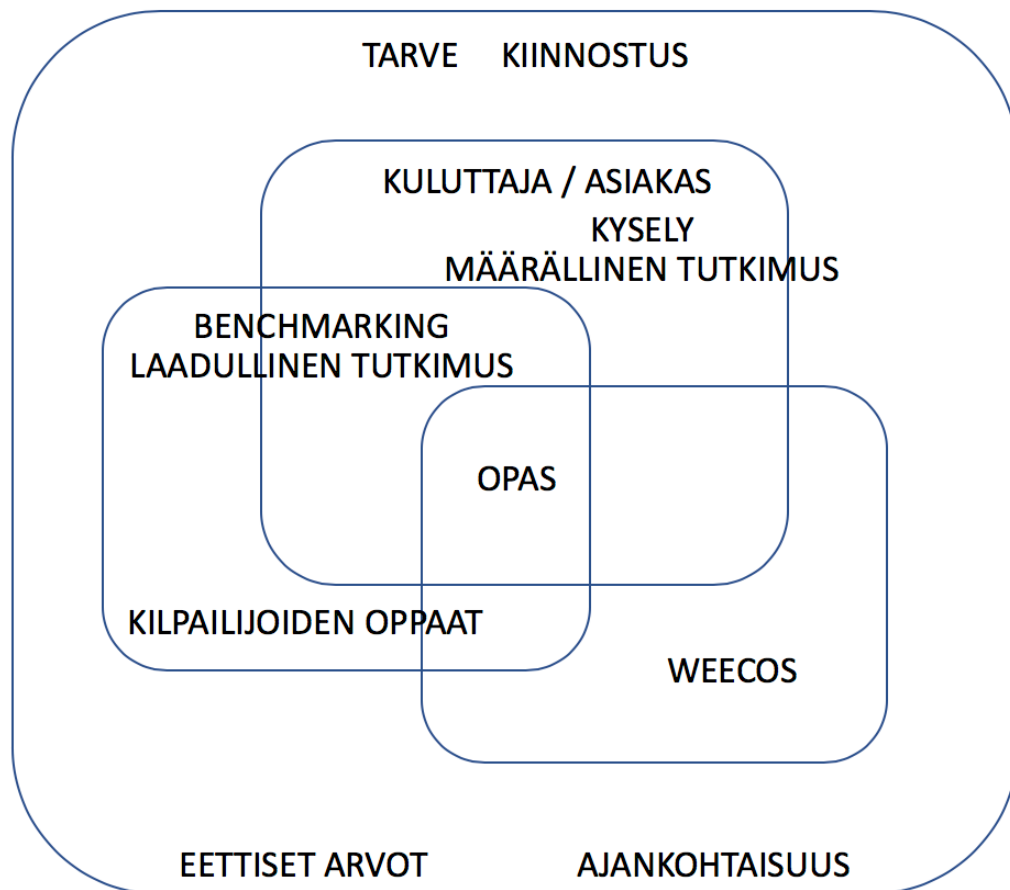 TARVE KIINNOSTUS
KULUTTAJA / ASIAKAS
KYSELY
MÄÄRÄLLINEN TUTKIMUS
BENCHMARKING
LAADULLINEN TUTKIMUS
OPAS
KILPAILIJOIDEN OPPAAT
WEECOS
EETTISET ARVOT AJANKOHTAISUUS